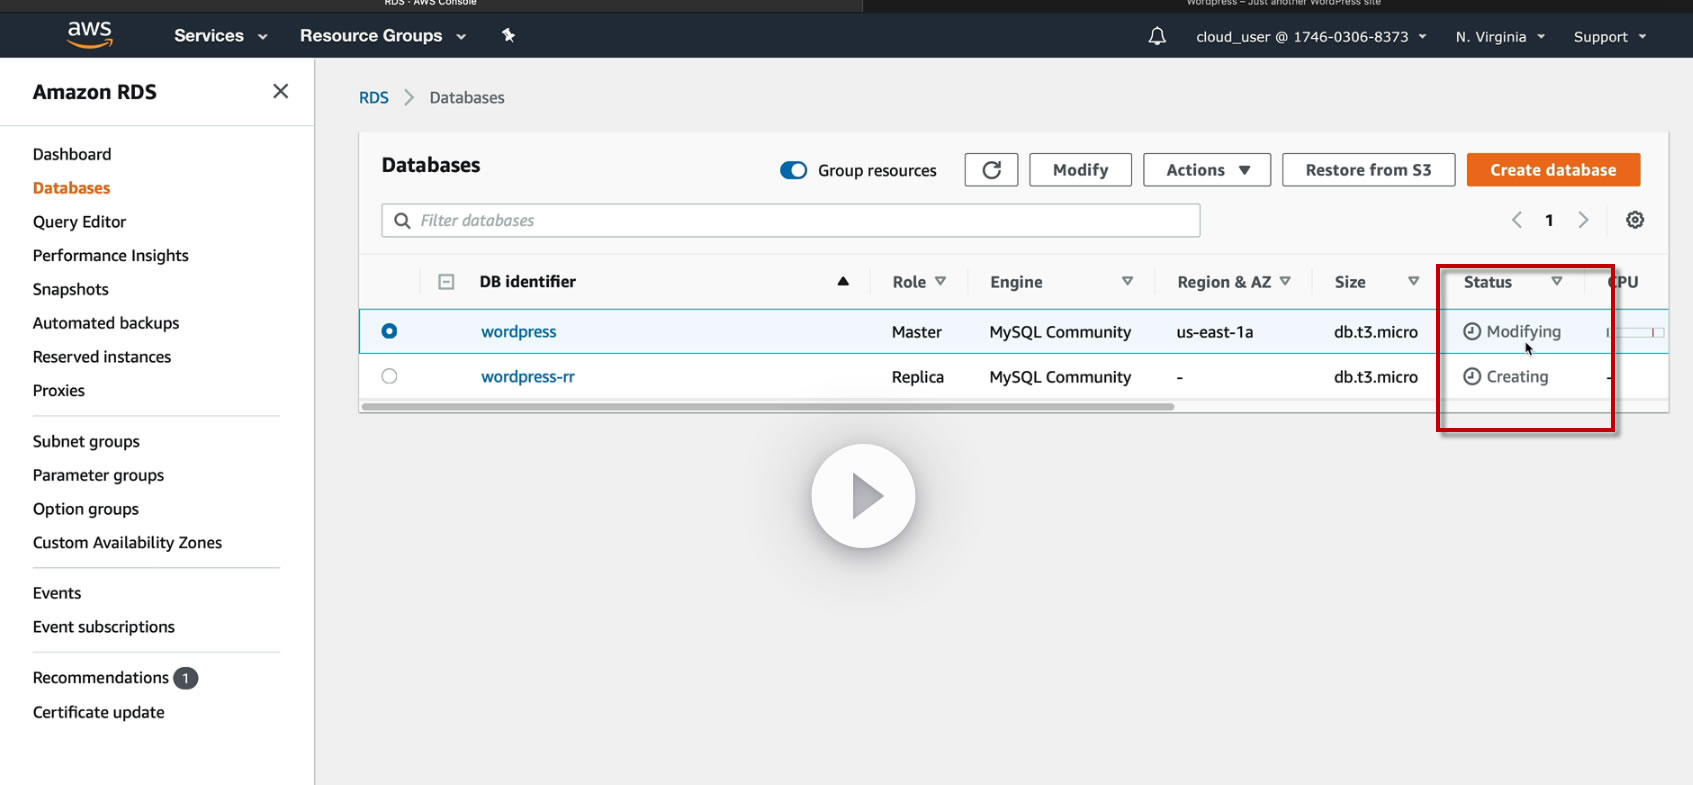 RDS · AWS Console
Wordpress – Just another WordPress site
aws
Services
Resource Groups
cloud_user @ 1746-0306-8373
N. Virginia
Support
Amazon RDS
Dashboard
Databases
Query Editor
Performance Insights
Snapshots
Automated backups
Reserved instances
Proxies
Subnet groups
Parameter groups
Option groups
Custom Availability Zones
Events
Event subscriptions
Recommendations 1
Certificate update
RDS > Databases
Databases
Group resources
Modify
Actions
Restore from S3
Create database
Filter databases
1
DB identifier Role Engine Region & AZ Size Status CPU
wordpress Master MySQL Community us-east-1a db.t3.micro Modifying
wordpress-rr Replica MySQL Community - db.t3.micro Creating -